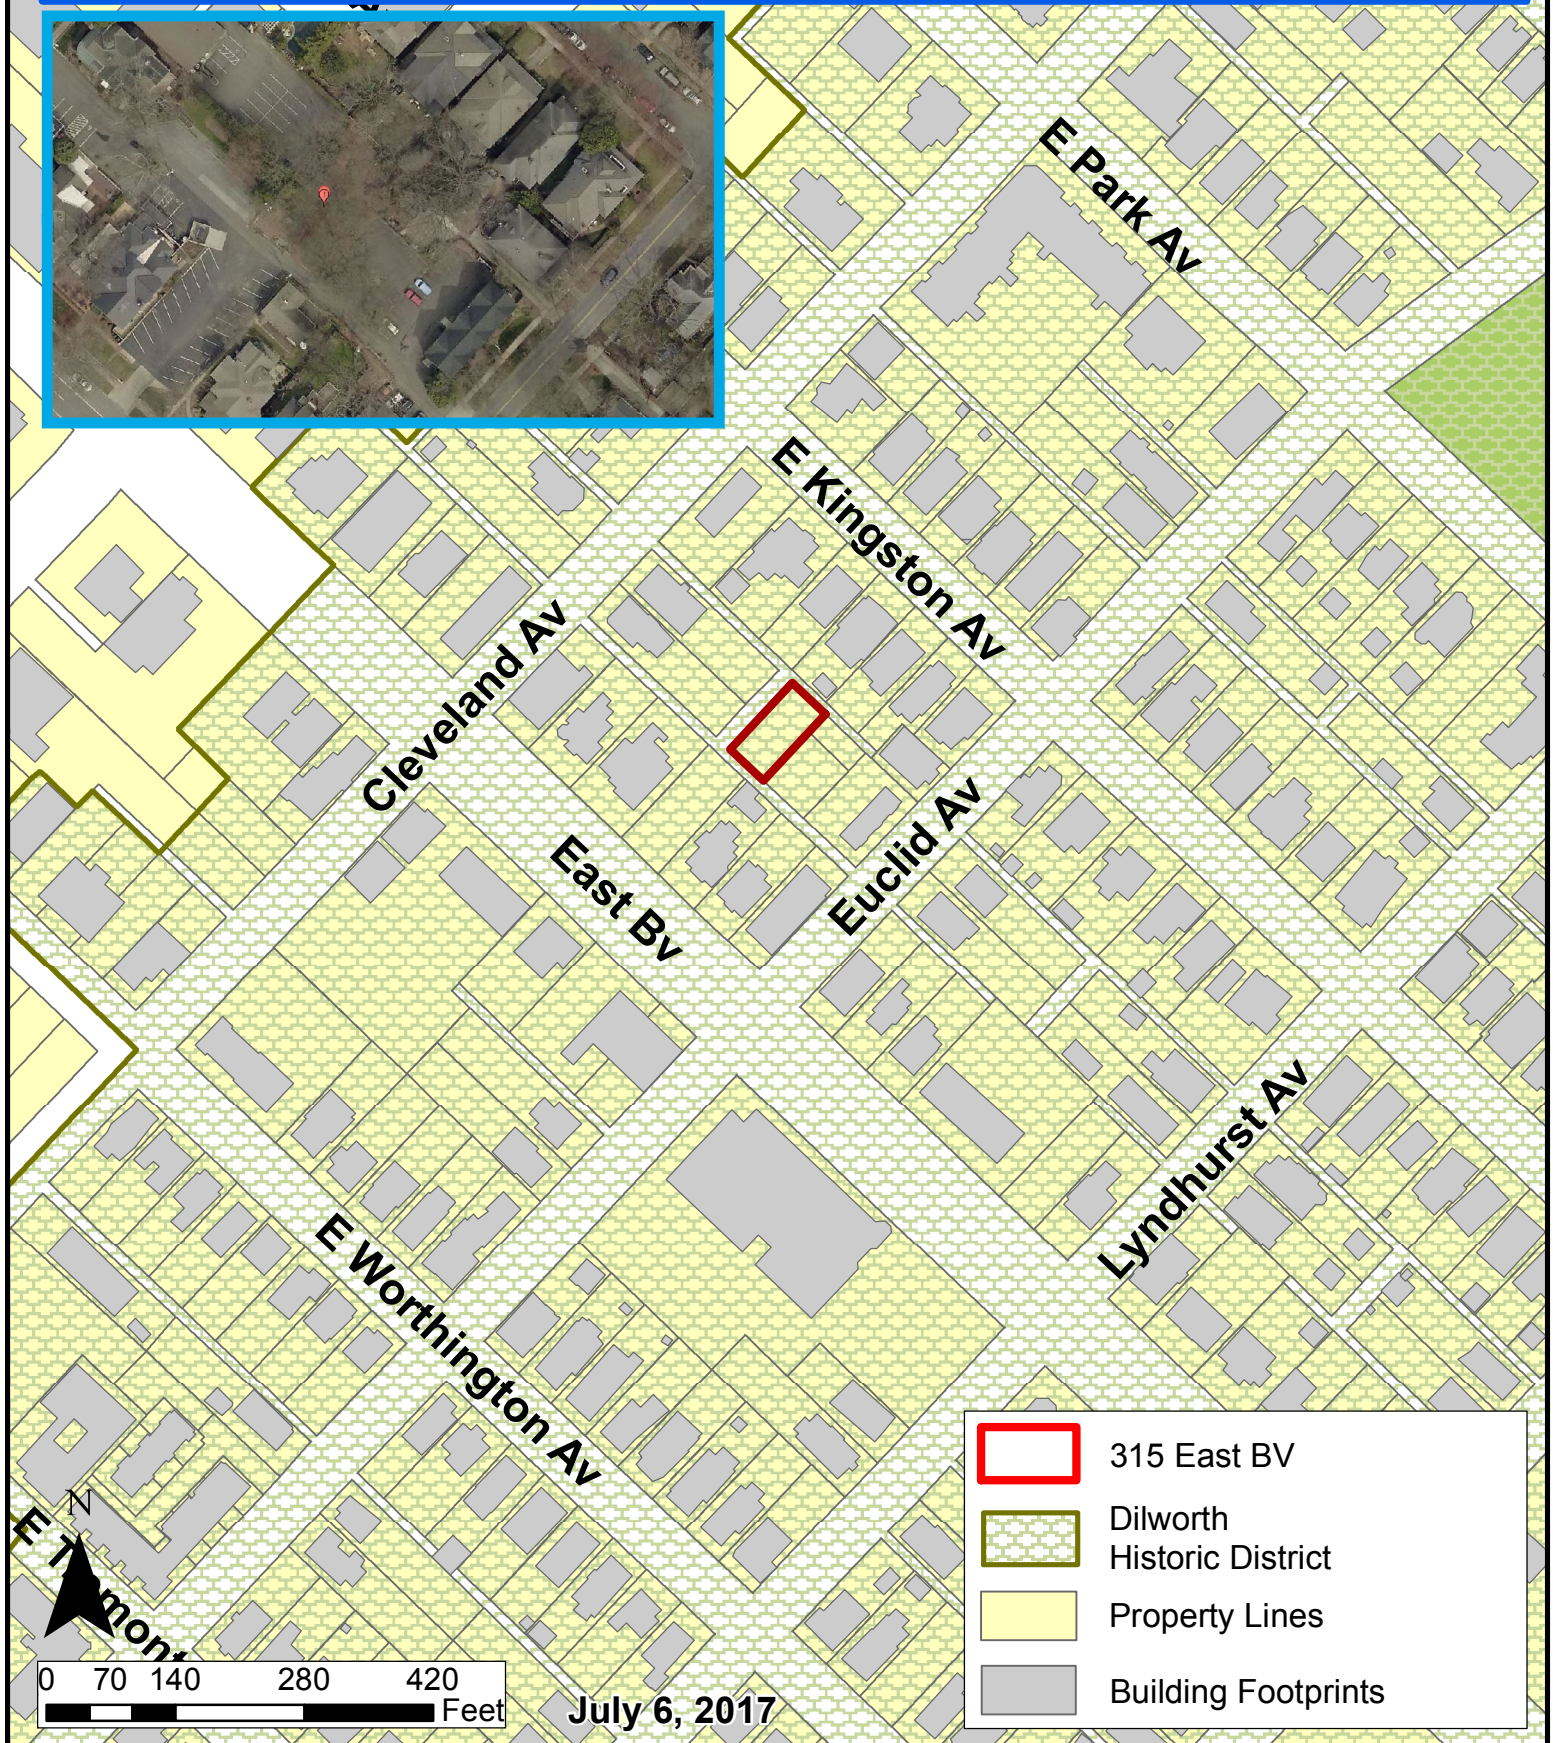 E Park Av
E Kingston Av
Cleveland Av
Euclid Av
East Bv
Lyndhurst Av
E Worthington Av
315 East BV
Dilworth
Historic District
Property Lines
Building Footprints
N
0 70 140 280 420
Feet
July 6, 2017